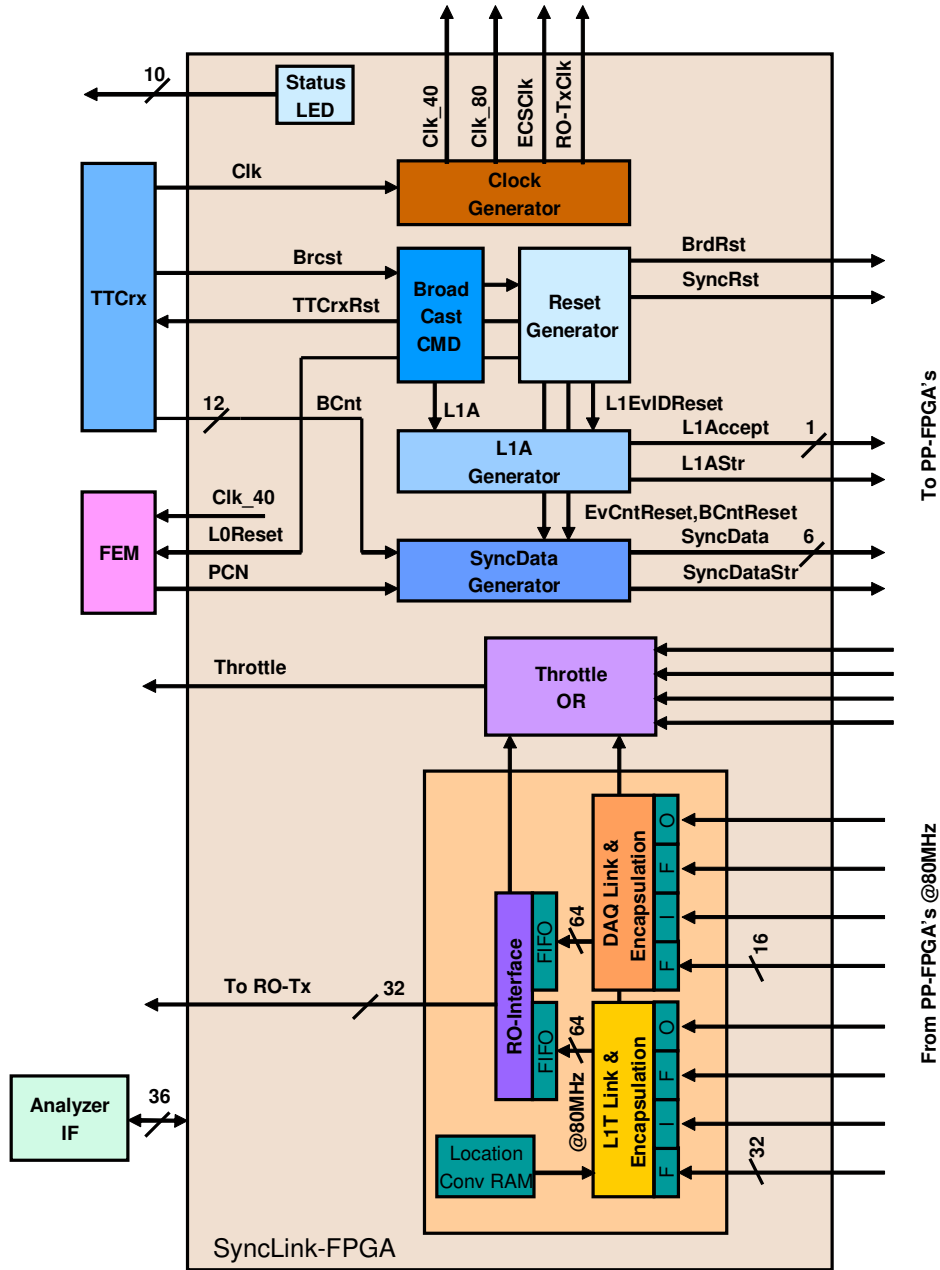 10
Status
LED
Clk_40
Clk_80
ECSClk
RO-TxClk
Clk
Clock
Generator
TTCrx
Brcst
TTCrxRst
Broad
Cast
CMD
Reset
Generator
BrdRst
SyncRst
12
BCnt
L1A
L1EvIDReset
L1A
Generator
L1Accept
1
L1AStr
To PP-FPGA's
FEM
Clk_40
L0Reset
PCN
EvCntReset,BCntReset
SyncData
Generator
SyncData
6
SyncDataStr
Throttle
Throttle
OR
DAQ Link &
Encapsulation
O
F
I
F
16
64
FIFO
RO-Interface
To RO-Tx
32
FIFO
64
@80MHz
L1T Link &
Encapsulation
O
F
I
F
32
From PP-FPGA's @80MHz
Analyzer
IF
36
Location
Conv RAM
SyncLink-FPGA